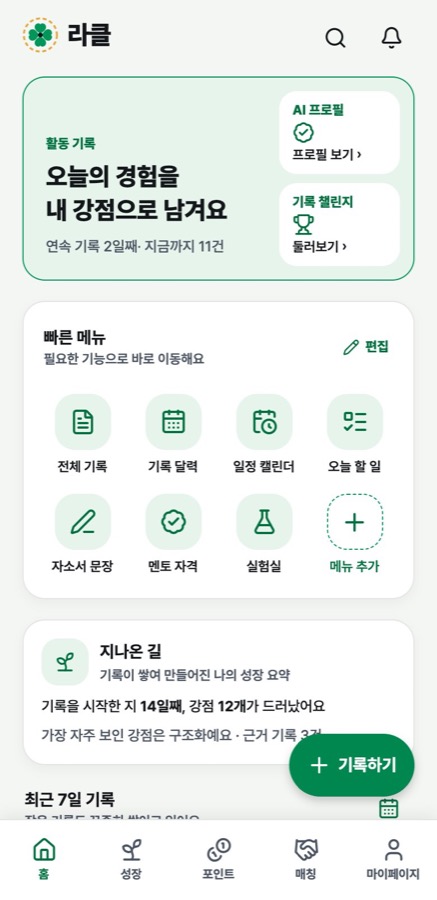 라클
활동 기록
오늘의 경험을
내 강점으로 남겨요
연속 기록 2일째· 지금까지 11건
AI 프로필
프로필 보기 ›
기록 챌린지
둘러보기 ›
빠른 메뉴
필요한 기능으로 바로 이동해요
편집
전체 기록
기록 달력
일정 캘린더
오늘 할 일
자소서 문장
멘토 자격
실험실
메뉴 추가
지나온 길
기록이 쌓여 만들어진 나의 성장 요약
기록을 시작한 지 14일째, 강점 12개가 드러났어요
가장 자주 보인 강점은 구조화예요 · 근거 기록
기록하기
최근 7일 기록
홈
성장
포인트
매칭
마이페이지